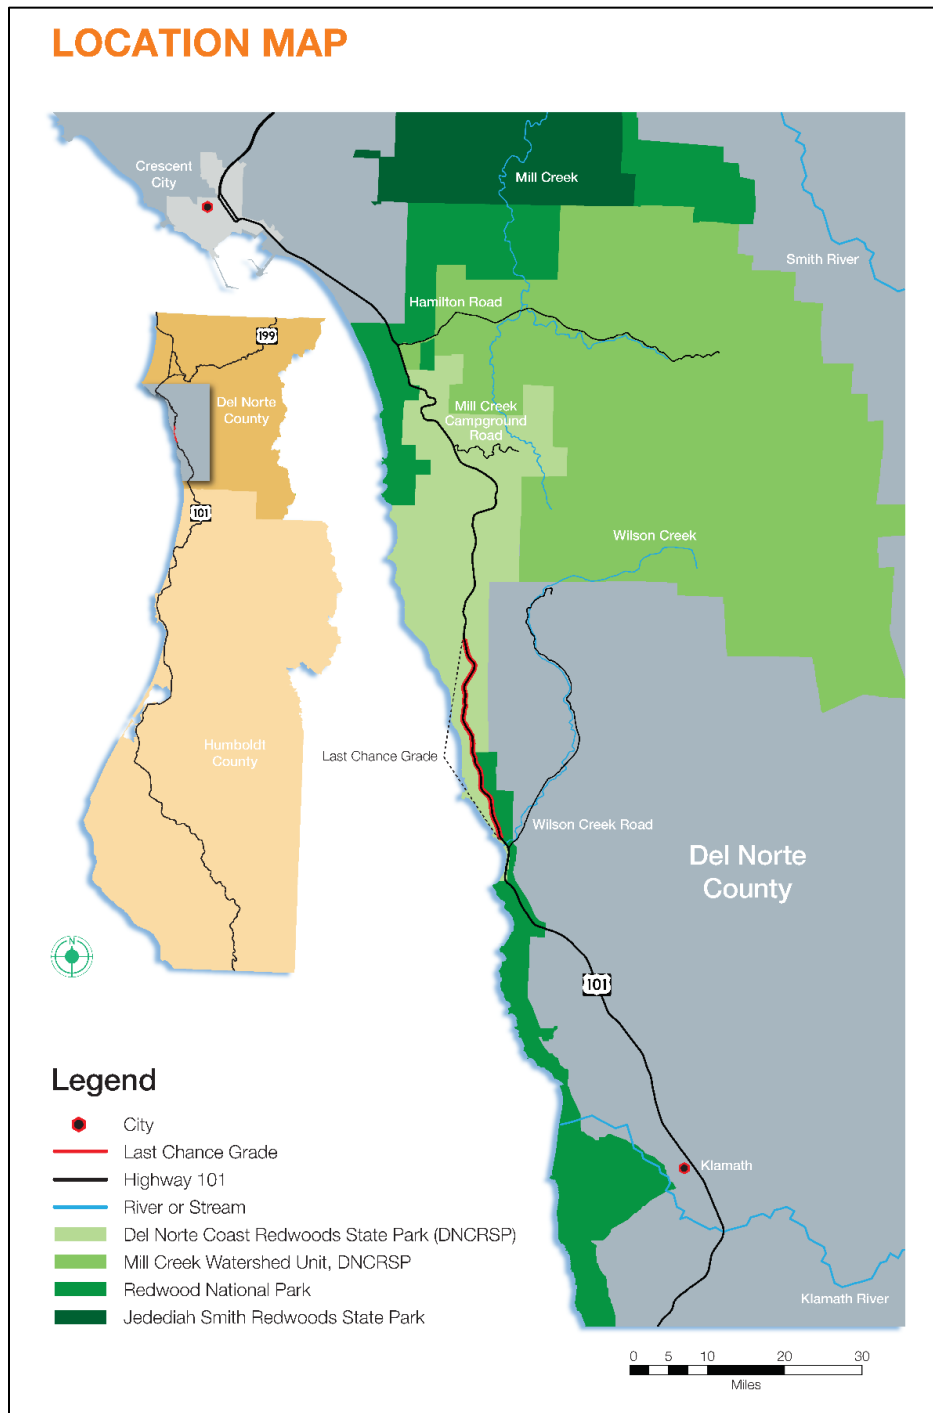 LOCATION MAP
Crescent
City
Mill Creek
Smith River
Hamilton Road
199
Del Norte
County
Mill Creek
Campground
Road
101
Wilson Creek
Humboldt
County
Last Chance Grade
Wilson Creek Road
Del Norte
County
N
101
Legend
City
Last Chance Grade
Highway 101
River or Stream
Del Norte Coast Redwoods State Park (DNCRSP)
Mill Creek Watershed Unit, DNCRSP
Redwood National Park
Jedediah Smith Redwoods State Park
Klamath
Klamath River
0 5 10 20 30
Miles